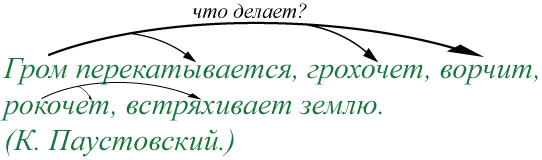 что делает?
Гром перекатывается, грохочет, ворчит,
рокочет, встряхивает землю.
(К. Паустовский.)